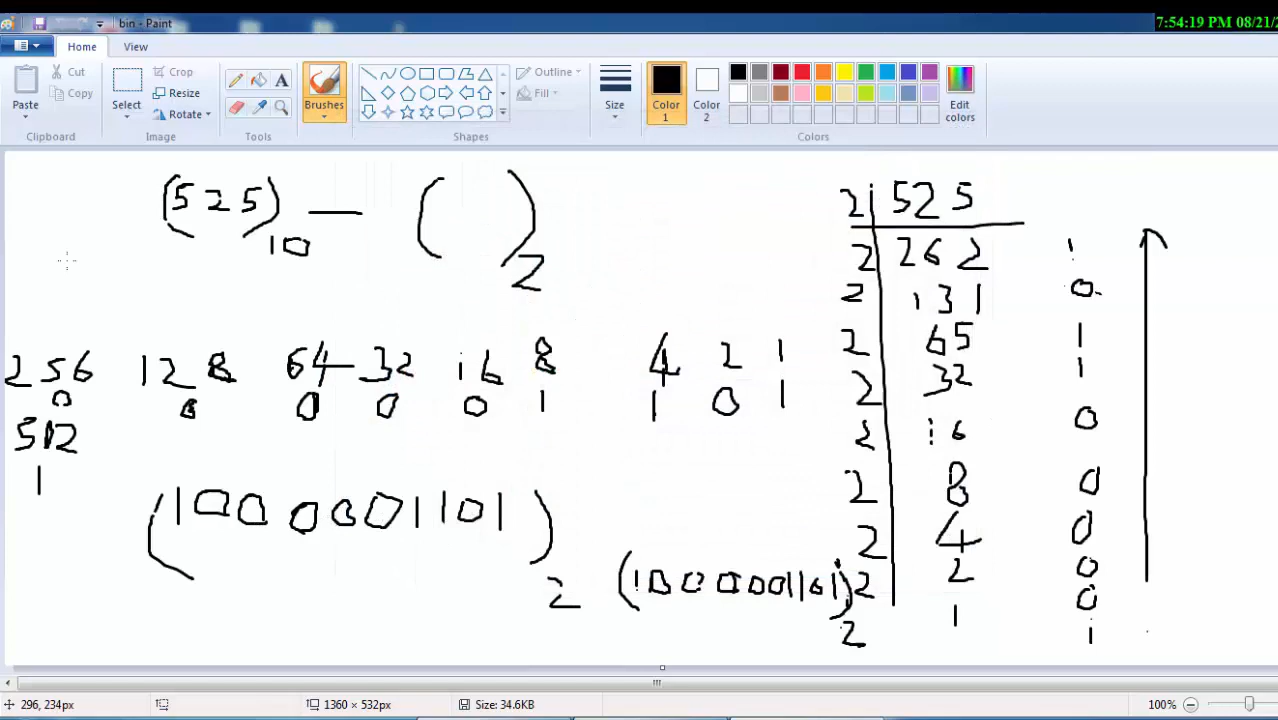 bin - Paint
7:54:19 PM 08/21/2
Home View
Paste
Cut
Copy
Select
Crop
Resize
Rotate
Brushes
Size
Outline
Fill
Color 1
Color 2
Edit colors
Clipboard Image Tools Shapes Colors
(525)10 — ( )2
256 128 64 32 16 8 4 2 1
0 0 0 0 0 1 1 0 1
512
1
(1000001101)2
(1000001101)2
2 525
2 262 1
2 131 0
2 65 1
2 32 1
2 16 0
2 8 0
2 4 0
2 2 0
1 0
1
296, 234px
1360 × 532px
Size: 34.6KB
100%